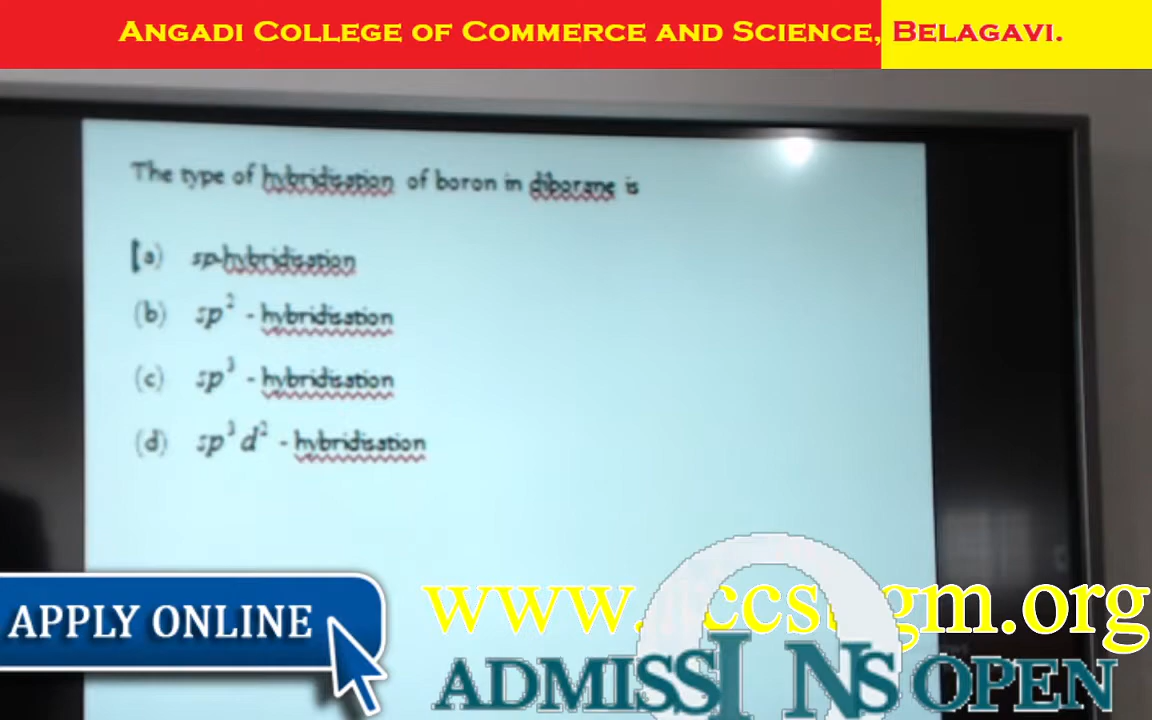 ANGADI COLLEGE OF COMMERCE AND SCIENCE, BELAGAVI.
The type of hybridisation of boron in diborane is
(a) sp-hybridisation
(b) sp² - hybridisation
(c) sp³ - hybridisation
(d) sp³d² - hybridisation
APPLY ONLINE
ADMISSIONS OPEN